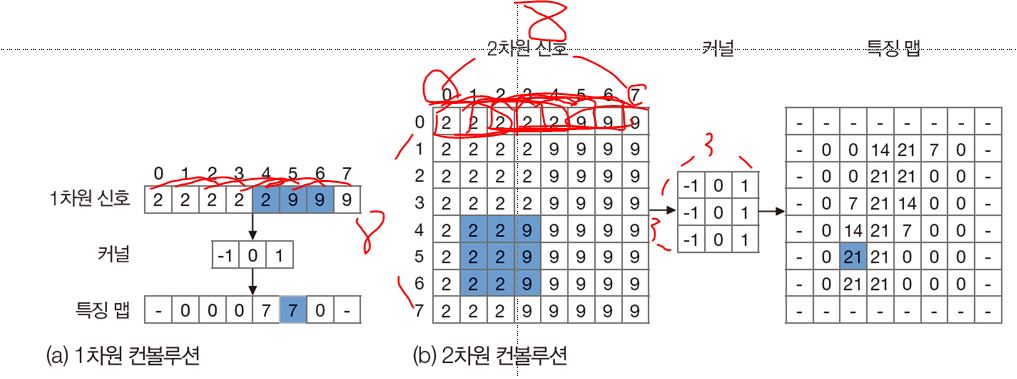 8
2차원 신호 커널 특징 맵
0 1 2 3 4 5 6 7
0 2 2 2 2 2 9 9 9
1 2 2 2 2 9 9 9 9
2 2 2 2 2 9 9 9 9
3 2 2 2 2 9 9 9 9
4 2 2 2 9 9 9 9 9
5 2 2 2 9 9 9 9 9
6 2 2 2 9 9 9 9 9
7 2 2 2 9 9 9 9 9
8
3
3
-1 0 1
-1 0 1
-1 0 1
- - - - - - - -
- 0 0 14 21 7 0 -
- 0 0 21 21 0 0 -
- 0 7 21 14 0 0 -
- 0 14 21 7 0 0 -
- 0 21 21 0 0 0 -
- 0 21 21 0 0 0 -
- - - - - - - -
0 1 2 3 4 5 6 7
1차원 신호 2 2 2 2 2 9 9 9
커널 -1 0 1
특징 맵 - 0 0 0 7 7 0 -
(a) 1차원 컨볼루션
(b) 2차원 컨볼루션